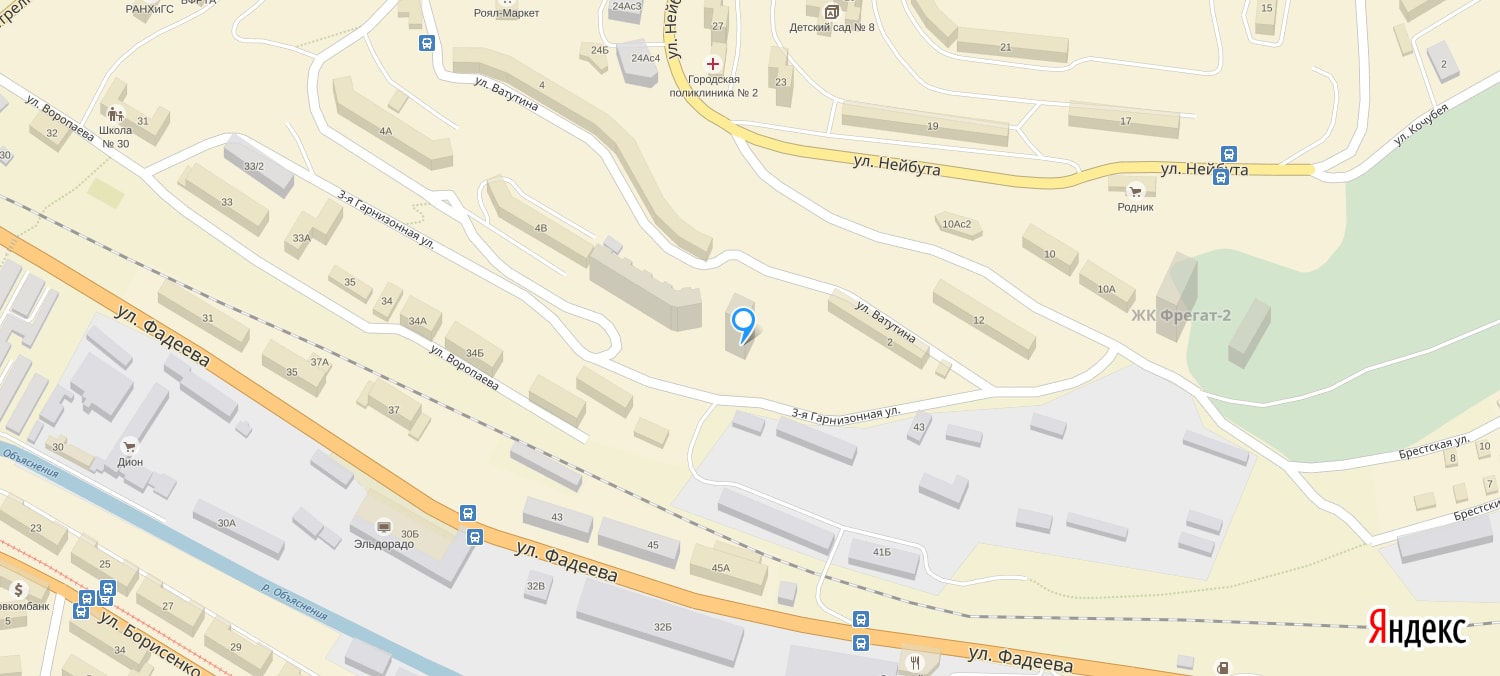 РАНХиГС
Роял-Маркет
24Ас3
27
Детский сад № 8
15
24Б
24Ас4
21
2
Городская
поликлиника № 2
23
4
ул. Ватутина
ул. Воропаева
Школа
№ 30
31
32
30
4А
19
17
ул. Кочубея
ул. Нейбута
ул. Нейбута
33/2
33
33А
3-я Гарнизонная ул.
4В
Родник
10Ас2
10
10А
ЖК Фрегат-2
12
ул. Ватутина
2
35
34
34А
34Б
31
ул. Фадеева
37А
35
37
ул. Воропаева
3-я Гарнизонная ул.
43
Брестская ул.
8
10
7
30
Дион
Объяснения
30А
30Б
Эльдорадо
43
45
45А
41Б
ул. Фадеева
32В
32Б
23
25
27
29
34
5
р. Объяснения
ул. Борисенко
ул. Фадеева
Яндекс